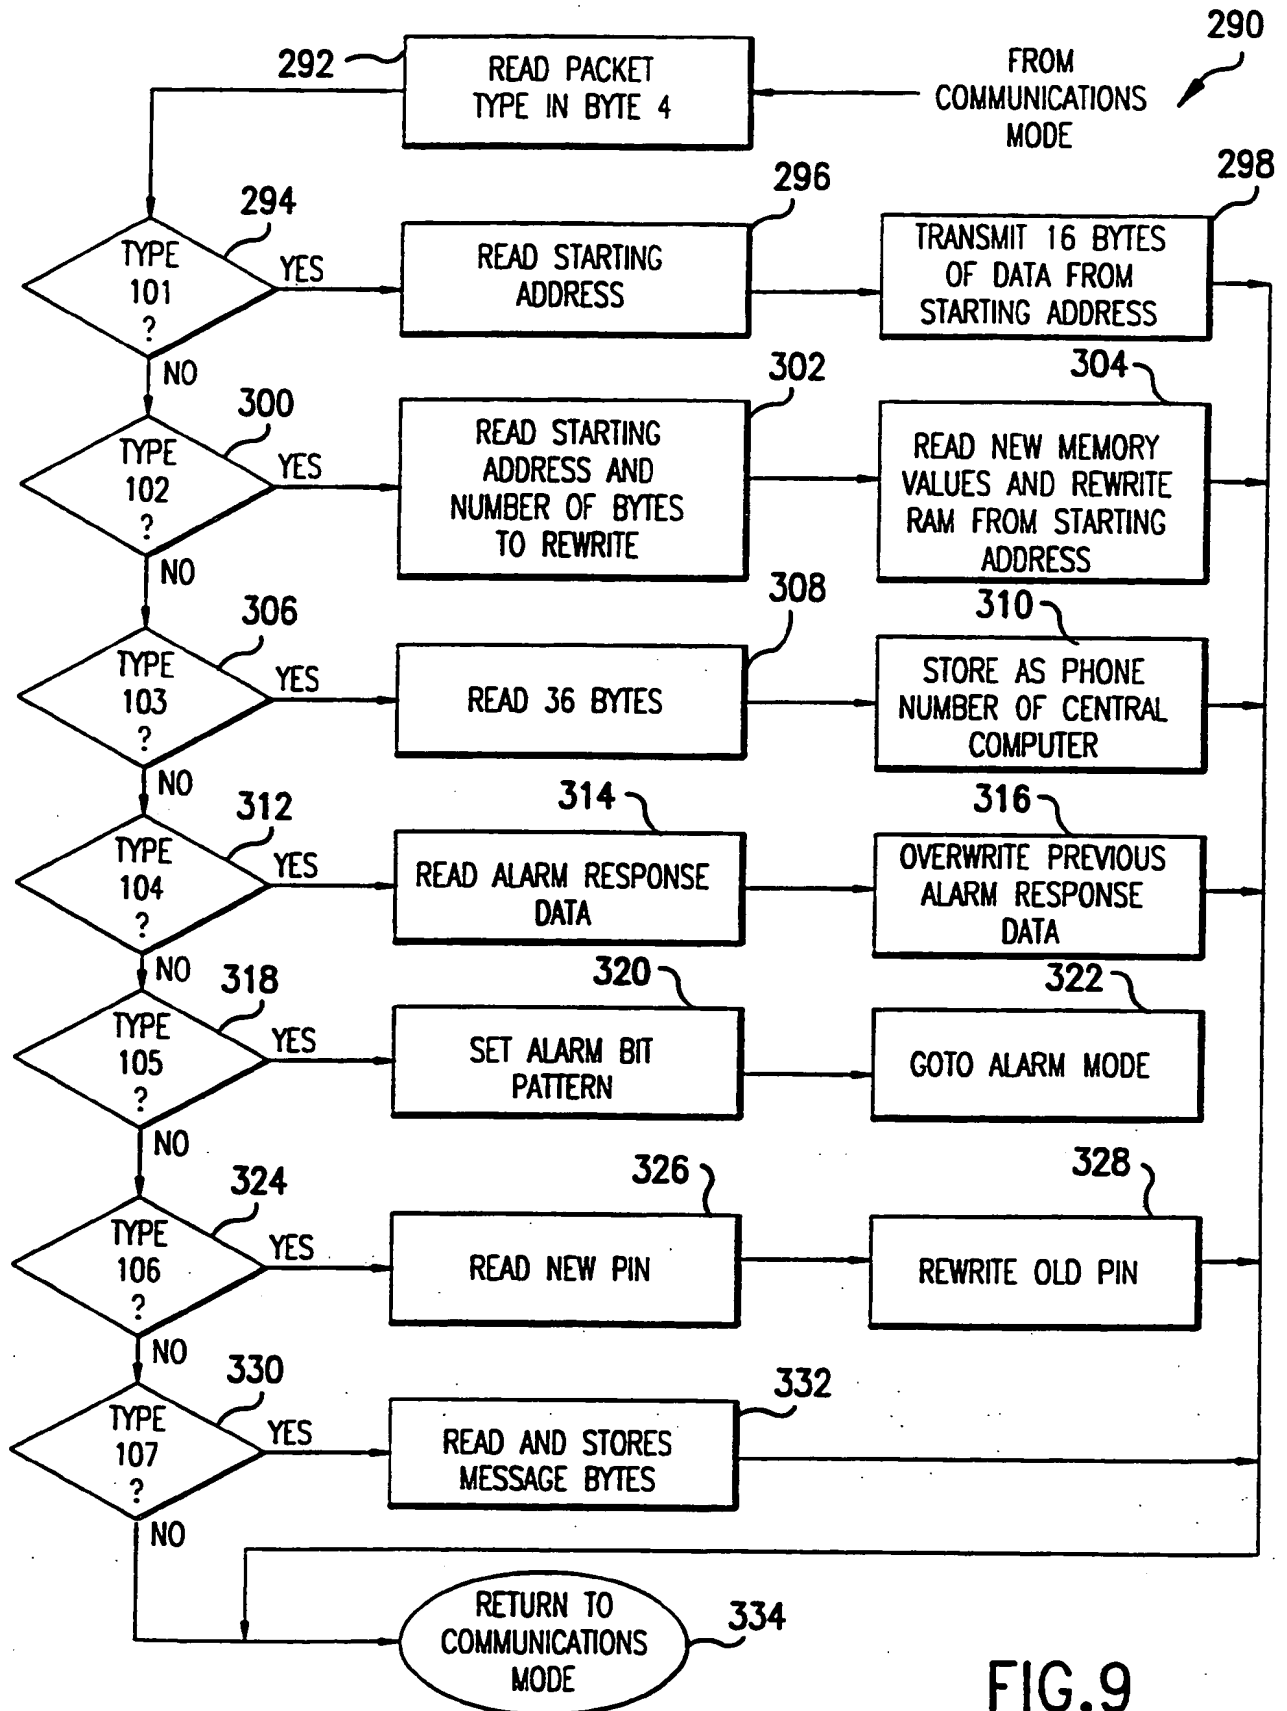 290
292
READ PACKET
TYPE IN BYTE 4
FROM
COMMUNICATIONS
MODE
294
TYPE
101
?
YES
NO
296
READ STARTING
ADDRESS
298
TRANSMIT 16 BYTES
OF DATA FROM
STARTING ADDRESS
300
TYPE
102
?
YES
NO
302
READ STARTING
ADDRESS AND
NUMBER OF BYTES
TO REWRITE
304
READ NEW MEMORY
VALUES AND REWRITE
RAM FROM STARTING
ADDRESS
306
TYPE
103
?
YES
NO
308
READ 36 BYTES
310
STORE AS PHONE
NUMBER OF CENTRAL
COMPUTER
312
TYPE
104
?
YES
NO
314
READ ALARM RESPONSE
DATA
316
OVERWRITE PREVIOUS
ALARM RESPONSE
DATA
318
TYPE
105
?
YES
NO
320
SET ALARM BIT
PATTERN
322
GOTO ALARM MODE
324
TYPE
106
?
YES
NO
326
READ NEW PIN
328
REWRITE OLD PIN
330
TYPE
107
?
YES
NO
332
READ AND STORES
MESSAGE BYTES
RETURN TO
COMMUNICATIONS
MODE
334
FIG.9